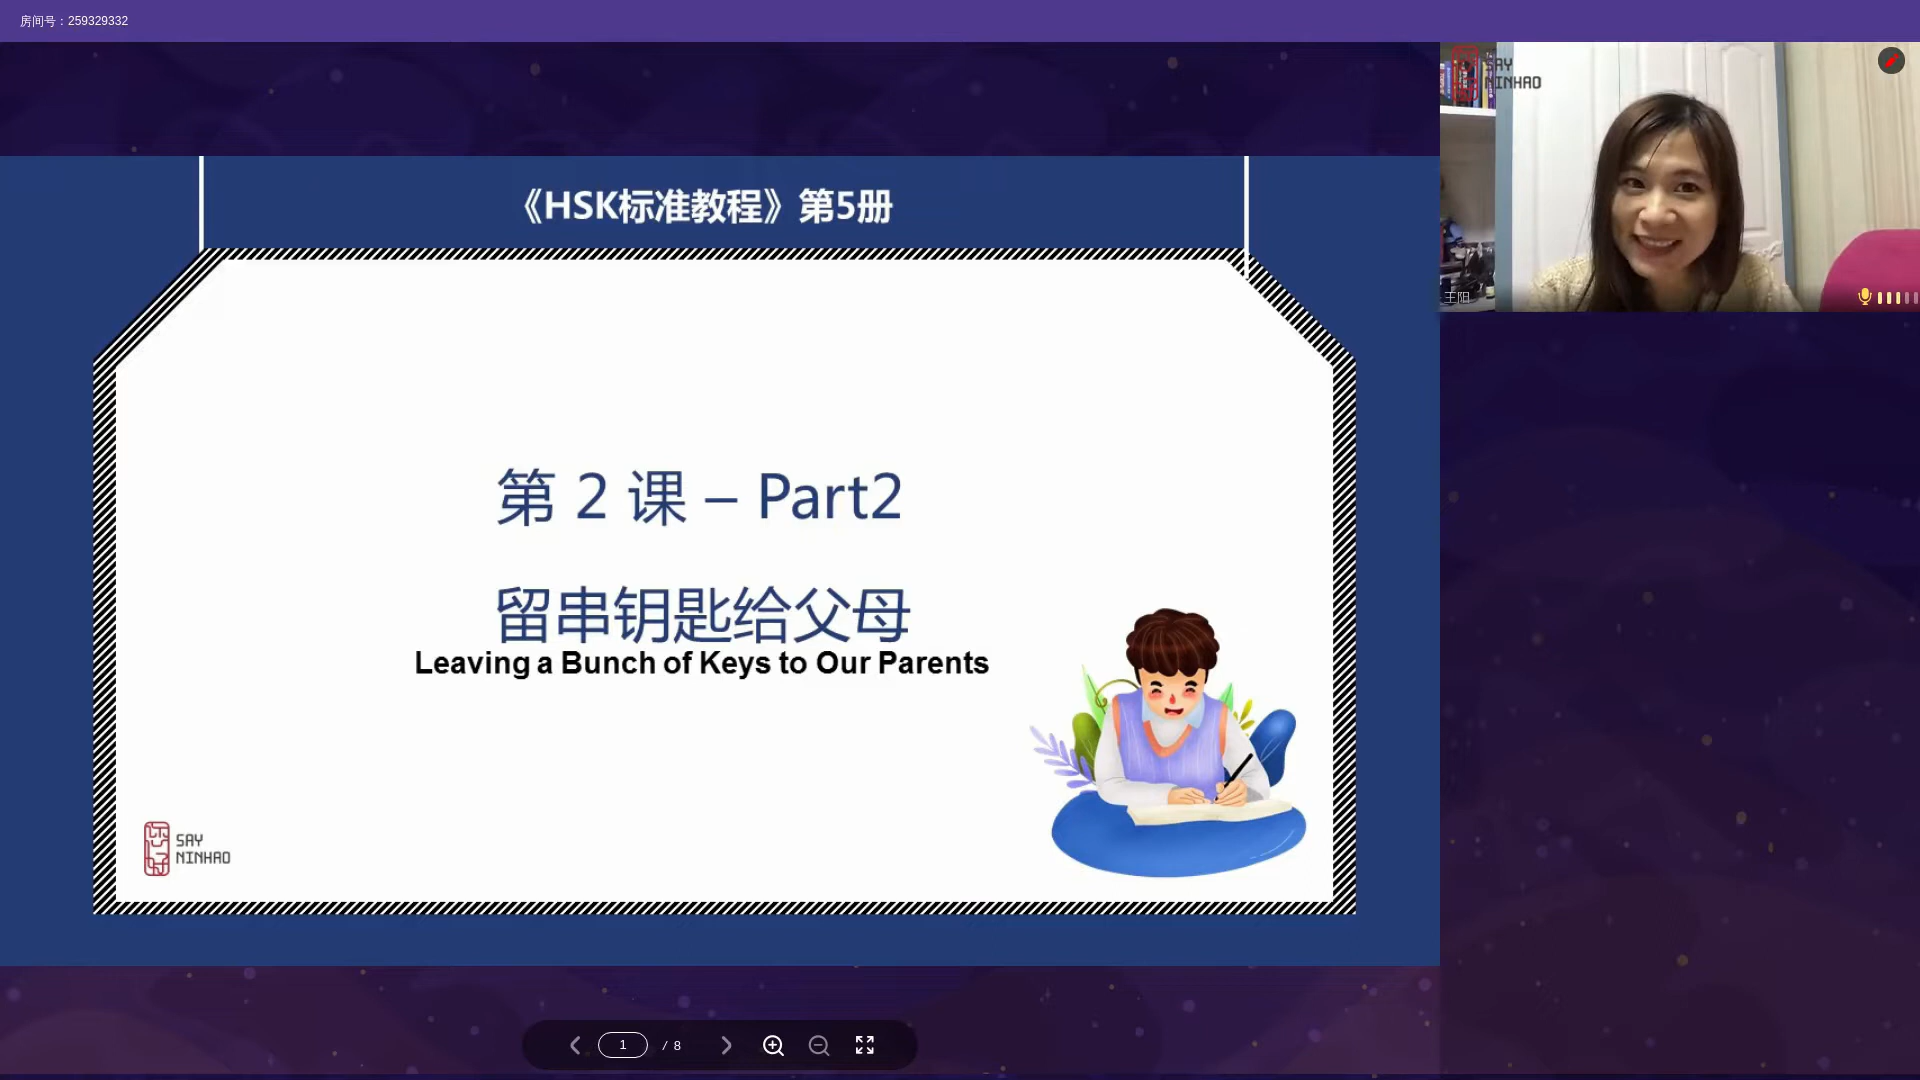 房间号：259329332
SAY
NINHAO
王阳
《HSK标准教程》第5册
第 2 课 – Part2
留串钥匙给父母
Leaving a Bunch of Keys to Our Parents
SAY
NINHAO
1 / 8